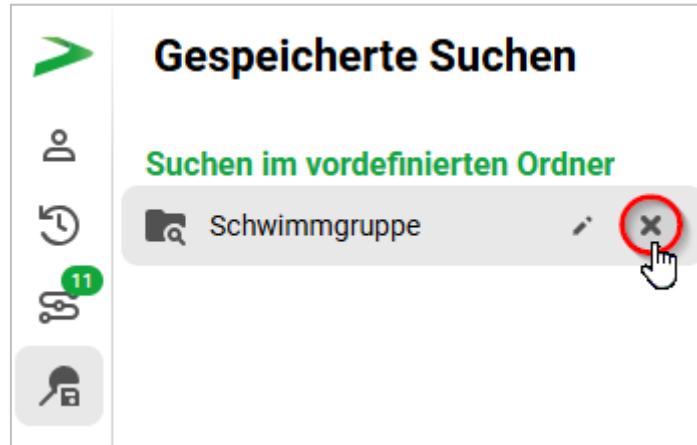 Gespeicherte Suchen
Suchen im vordefinierten Ordner
Schwimmgruppe
11